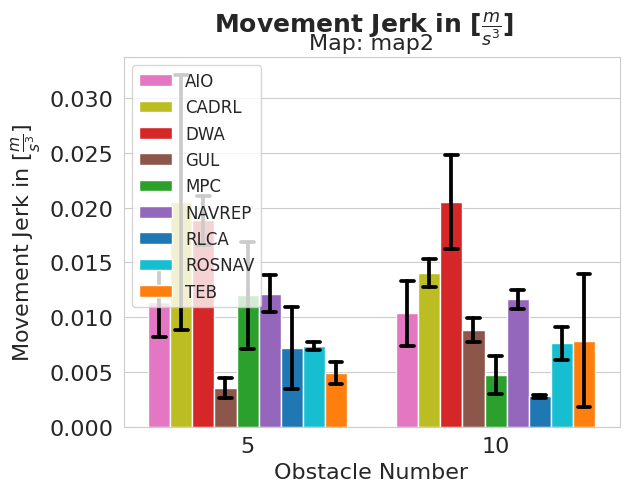 Movement Jerk in [m/s³]
Map: map2
Movement Jerk in [m/s³]
0.030
0.025
0.020
0.015
0.010
0.005
0.000
AIO
CADRL
DWA
GUL
MPC
NAVREP
RLCA
ROSNAV
TEB
5 10
Obstacle Number